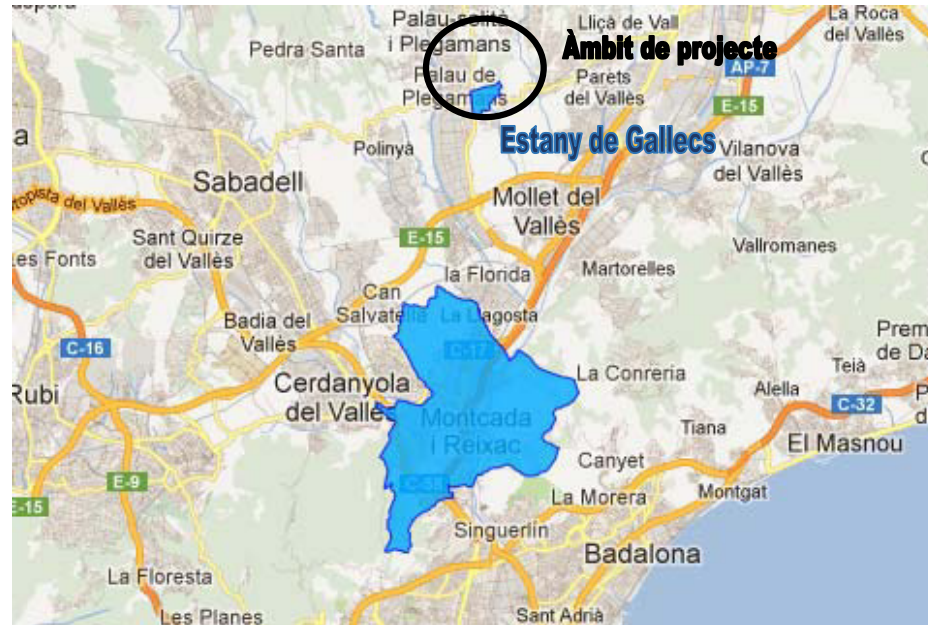 Palau-solità
i Plegamans
Lliçà de Vall
La Roca
del Vallès
Pedra Santa
Àmbit de projecte
Palau de
Plegamans
Parets
del Vallès
AP-7
E-15
Estany de Gallecs
a
Polinyà
Vilanova
del Vallès
Sabadell
Mollet del
Vallès
topista del Vallès
Sant Quirze
del Vallès
E-15
Vallromanes
Les Fonts
la Florida
Martorelles
Can
Salvatella
La Llagosta
Badia del
Vallès
C-17
Prem
de Da
C-16
Teià
La Conreria
Rubi
Cerdanyola
del Vallès
Alella
C-32
Montcada
i Reixac
Tiana
El Masnou
Canyet
E-9
C-58
La Morera
Montgat
E-15
Singuerlín
Badalona
La Floresta
Les Planes
Sant Adrià